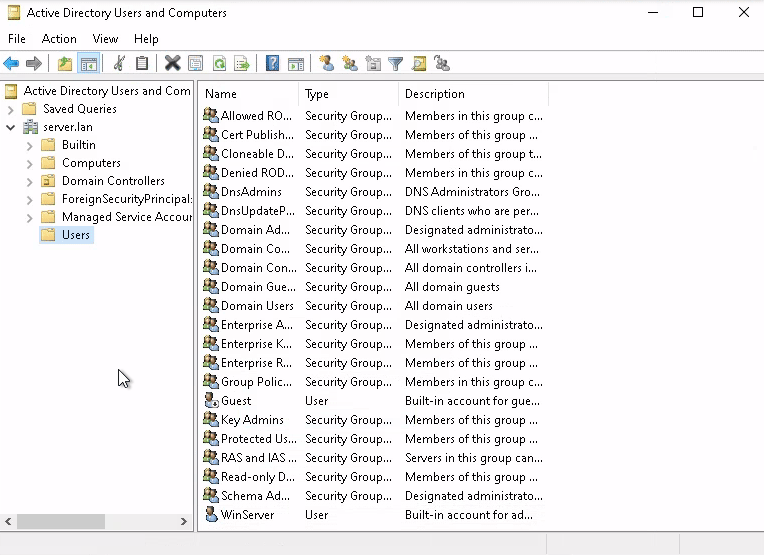 Active Directory Users and Computers
File Action View Help
Active Directory Users and Com
Saved Queries
server.lan
Builtin
Computers
Domain Controllers
ForeignSecurityPrincipal:
Managed Service Accour
Users
Name Type Description
Allowed RO... Security Group... Members in this group c...
Cert Publish... Security Group... Members of this group ...
Cloneable D... Security Group... Members of this group t...
Denied ROD... Security Group... Members in this group c...
DnsAdmins Security Group... DNS Administrators Gro...
DnsUpdateP... Security Group... DNS clients who are per...
Domain Ad... Security Group... Designated administrato...
Domain Co... Security Group... All workstations and ser...
Domain Con... Security Group... All domain controllers i...
Domain Gue... Security Group... All domain guests
Domain Users Security Group... All domain users
Enterprise A... Security Group... Designated administrato...
Enterprise K... Security Group... Members of this group ...
Enterprise R... Security Group... Members of this group ...
Group Polic... Security Group... Members in this group c...
Guest User Built-in account for gue...
Key Admins Security Group... Members of this group ...
Protected Us... Security Group... Members of this group ...
RAS and IAS ... Security Group... Servers in this group can...
Read-only D... Security Group... Members of this group ...
Schema Ad... Security Group... Designated administrato...
WinServer User Built-in account for ad...